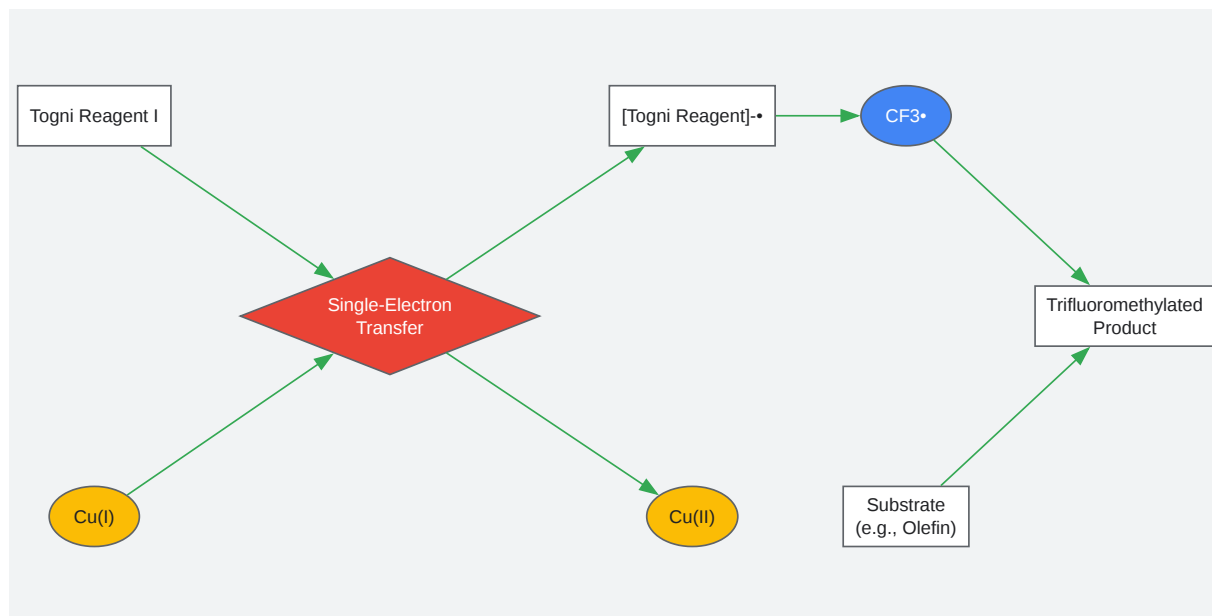 Togni Reagent I
[Togni Reagent]-•
CF3•
Single-Electron
Transfer
Trifluoromethylated
Product
Cu(I)
Cu(II)
Substrate
(e.g., Olefin)